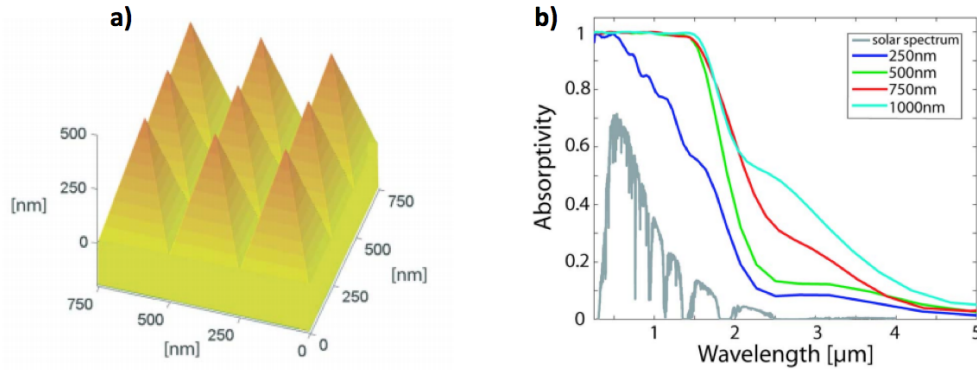 a)
500
250
[nm]
0
750
500
250
0
[nm]
0
250
500
750
[nm]
b)
1
0.8
0.6
0.4
0.2
0
Absorptivity
solar spectrum
250nm
500nm
750nm
1000nm
1
2
3
4
5
Wavelength [µm]